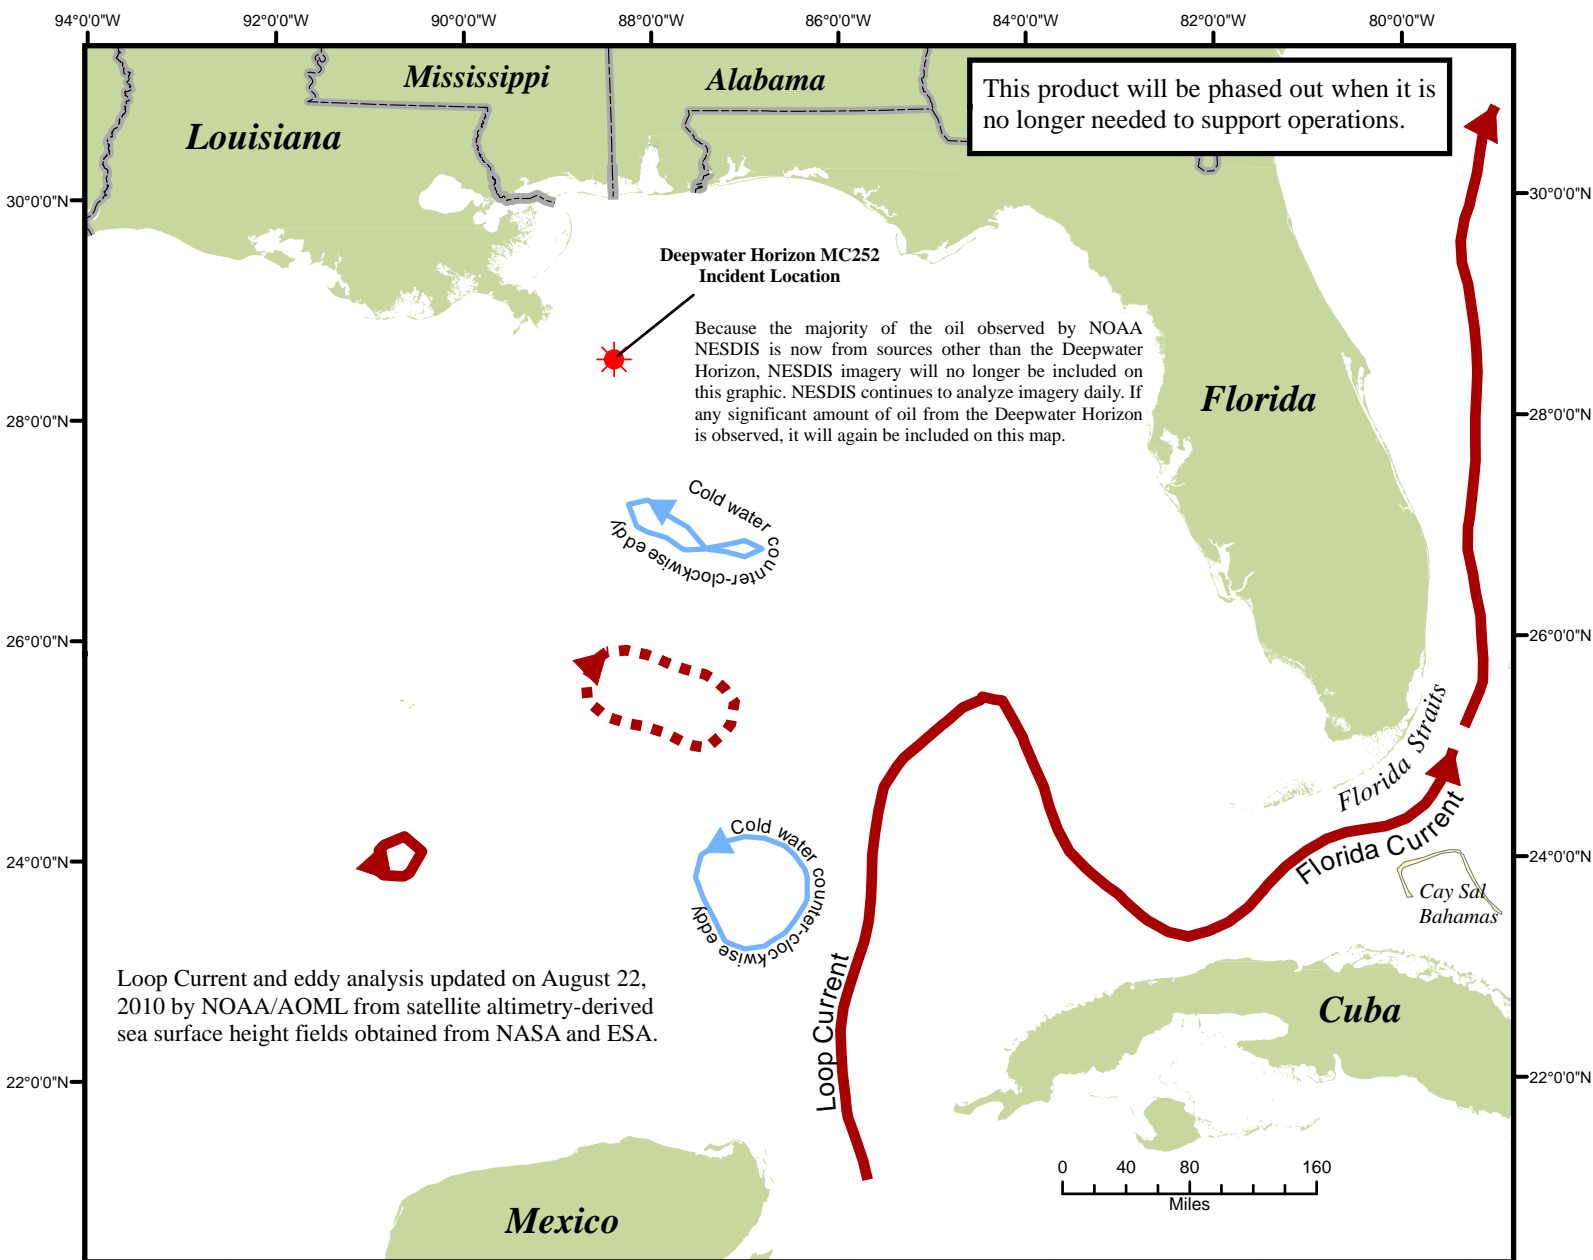 94°0'0"W 92°0'0"W 90°0'0"W 88°0'0"W 86°0'0"W 84°0'0"W 82°0'0"W 80°0'0"W
Mississippi
Alabama
Louisiana
This product will be phased out when it is
no longer needed to support operations.
30°0'0"N
30°0'0"N
Deepwater Horizon MC252
Incident Location
Because the majority of the oil observed by NOAA
NESDIS is now from sources other than the Deepwater
Horizon, NESDIS imagery will no longer be included on
this graphic. NESDIS continues to analyze imagery daily. If
any significant amount of oil from the Deepwater Horizon
is observed, it will again be included on this map.
Florida
28°0'0"N
28°0'0"N
Cold water counter-clockwise eddy
26°0'0"N
26°0'0"N
Florida Straits
Florida Current
Cold water counter-clockwise eddy
24°0'0"N
24°0'0"N
Cay Sal
Bahamas
Loop Current and eddy analysis updated on August 22,
2010 by NOAA/AOML from satellite altimetry-derived
sea surface height fields obtained from NASA and ESA.
Loop Current
Cuba
22°0'0"N
22°0'0"N
0 40 80 160
Miles
Mexico